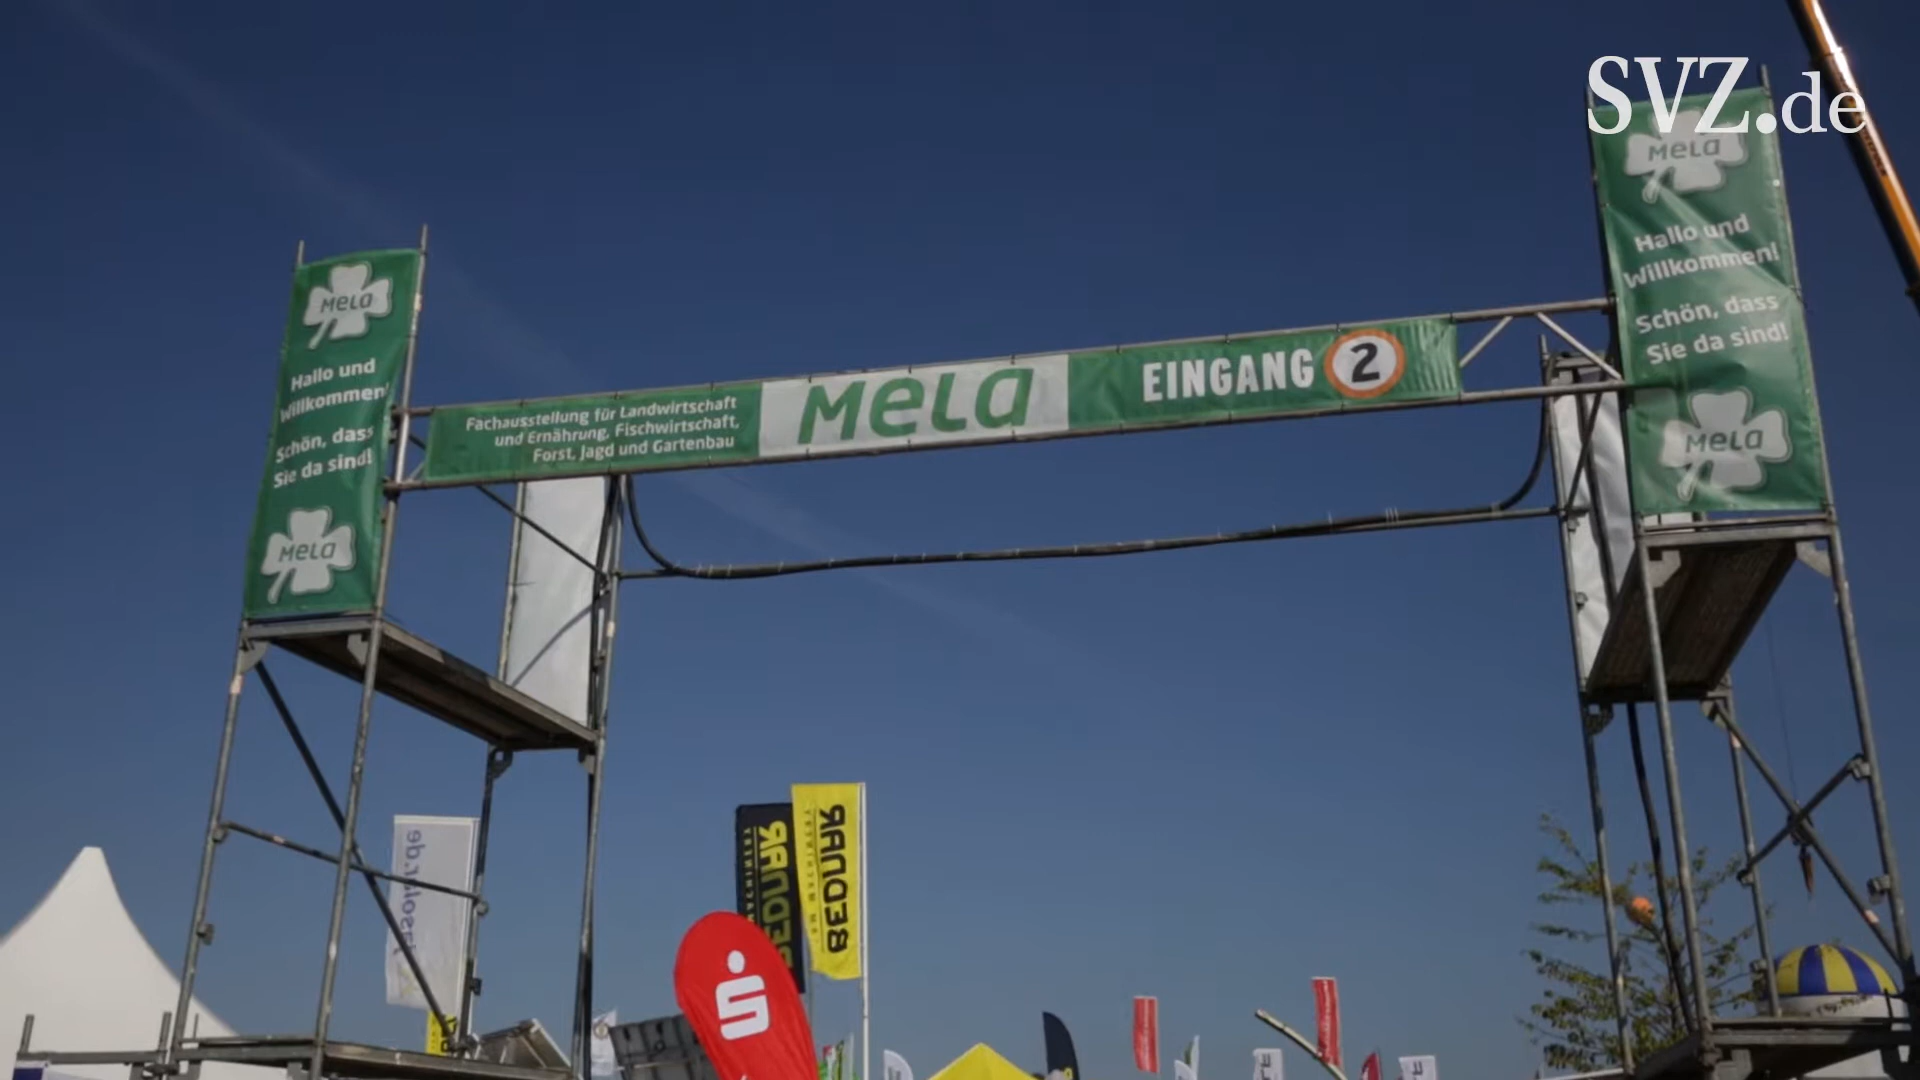 SVZ.de
MeLa
Hallo und
Willkommen!
Schön, dass
Sie da sind!
MeLa
MeLa
Hallo und
Willkommen!
Schön, dass
Sie da sind!
MeLa
Fachausstellung für Landwirtschaft
und Ernährung, Fischwirtschaft,
Forst, Jagd und Gartenbau
MeLa
EINGANG 2
BEDNAR
BEDNAR